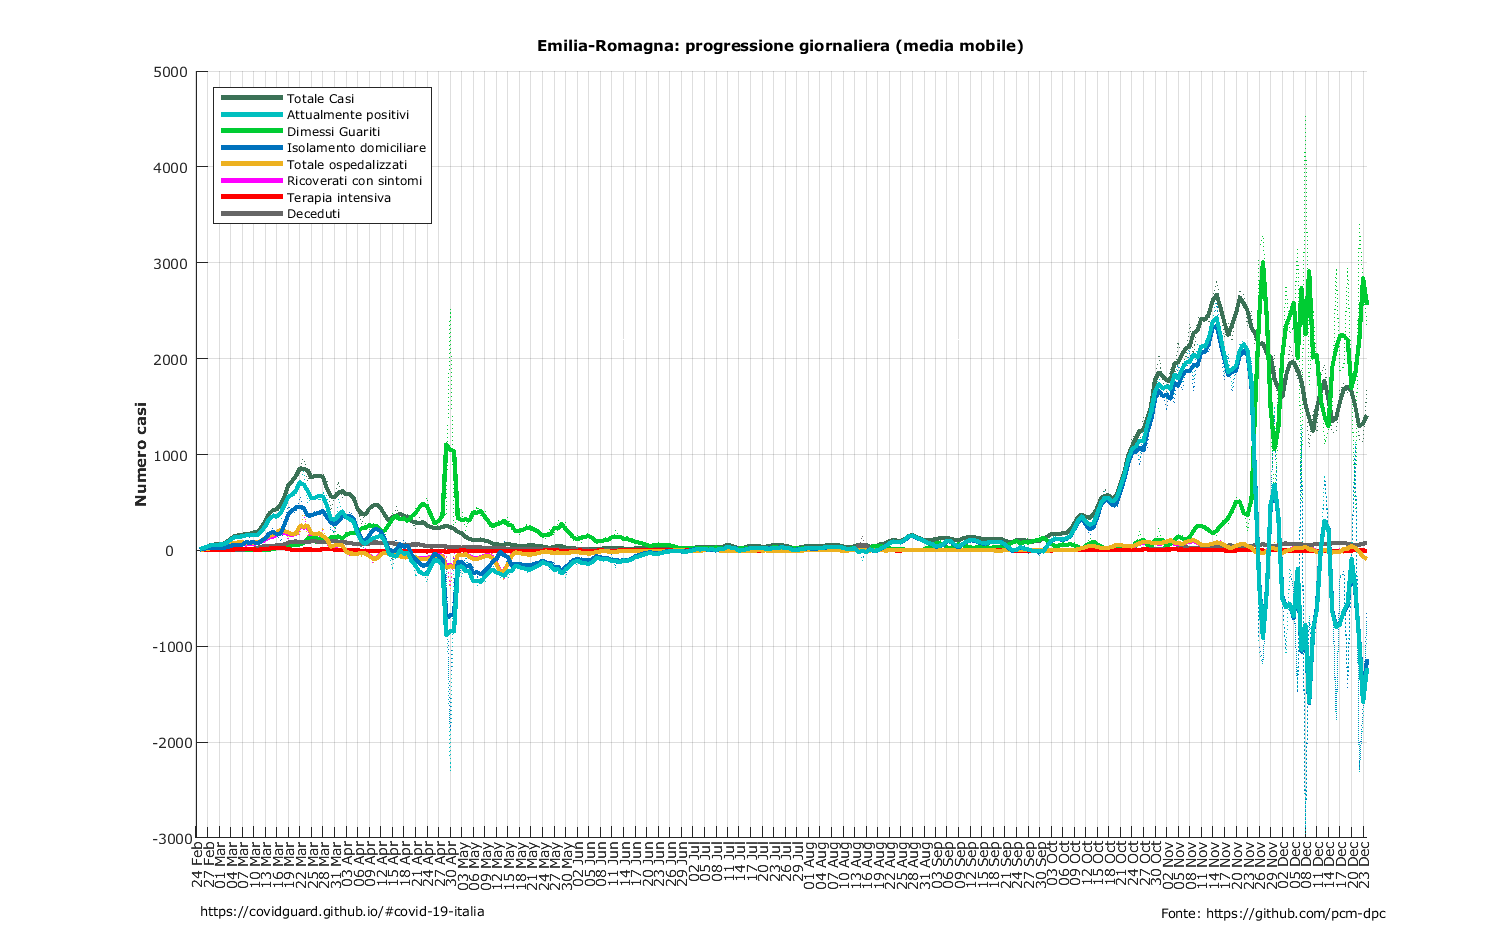 Emilia-Romagna: progressione giornaliera (media mobile)
5000
4000
3000
2000
1000
0
-1000
-2000
-3000
Numero casi
Totale Casi
Attualmente positivi
Dimessi Guariti
Isolamento domiciliare
Totale ospedalizzati
Ricoverati con sintomi
Terapia intensiva
Deceduti
24 Feb
27 Feb
01 Mar
04 Mar
07 Mar
10 Mar
13 Mar
16 Mar
19 Mar
22 Mar
25 Mar
28 Mar
31 Mar
03 Apr
06 Apr
09 Apr
12 Apr
15 Apr
18 Apr
21 Apr
24 Apr
27 Apr
30 Apr
03 May
06 May
09 May
12 May
15 May
18 May
21 May
24 May
27 May
30 May
02 Jun
05 Jun
08 Jun
11 Jun
14 Jun
17 Jun
20 Jun
23 Jun
26 Jun
29 Jun
02 Jul
05 Jul
08 Jul
11 Jul
14 Jul
17 Jul
20 Jul
23 Jul
26 Jul
29 Jul
01 Aug
04 Aug
07 Aug
10 Aug
13 Aug
16 Aug
19 Aug
22 Aug
25 Aug
28 Aug
31 Aug
03 Sep
06 Sep
09 Sep
12 Sep
15 Sep
18 Sep
21 Sep
24 Sep
27 Sep
30 Sep
03 Oct
06 Oct
09 Oct
12 Oct
15 Oct
18 Oct
21 Oct
24 Oct
27 Oct
30 Oct
02 Nov
05 Nov
08 Nov
11 Nov
14 Nov
17 Nov
20 Nov
23 Nov
26 Nov
29 Nov
02 Dec
05 Dec
08 Dec
11 Dec
14 Dec
17 Dec
20 Dec
23 Dec
https://covidguard.github.io/#covid-19-italia
Fonte: https://github.com/pcm-dpc